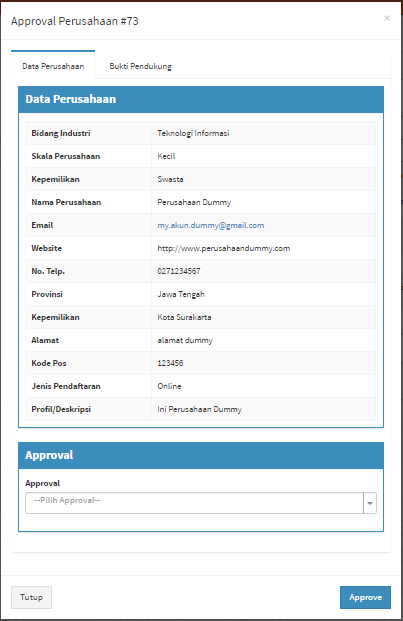 Approval Perusahaan #73 ×
Data Perusahaan Bukti Pendukung
Data Perusahaan
Bidang Industri Teknologi Informasi
Skala Perusahaan Kecil
Kepemilikan Swasta
Nama Perusahaan Perusahaan Dummy
Email my.akun.dummy@gmail.com
Website http://www.perusahaandummy.com
No. Telp. 0271234567
Provinsi Jawa Tengah
Kepemilikan Kota Surakarta
Alamat alamat dummy
Kode Pos 123456
Jenis Pendaftaran Online
Profil/Deskripsi Ini Perusahaan Dummy
Approval
Approval
--Pilih Approval--
Tutup Approve